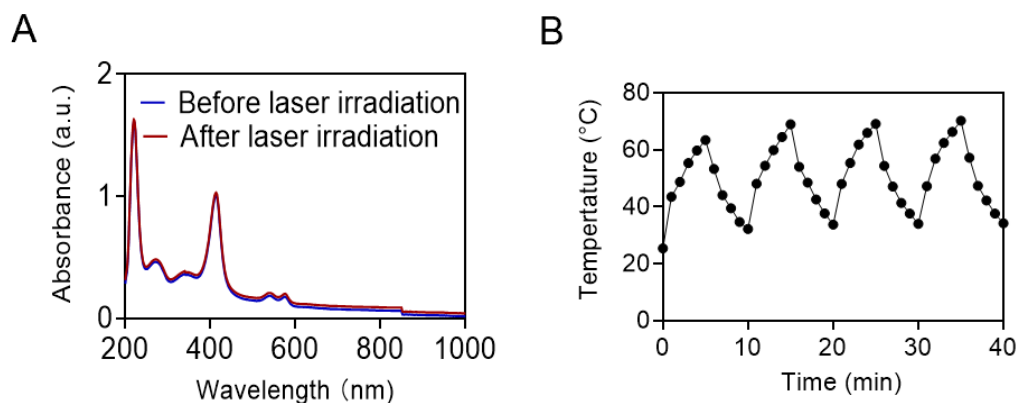 A
2
Before laser irradiation
After laser irradiation
1
0
200
400
600
800
1000
Absorbance (a.u.)
Wavelength (nm)
B
80
60
40
20
0
0
10
20
30
40
Tempertature (°C)
Time (min)